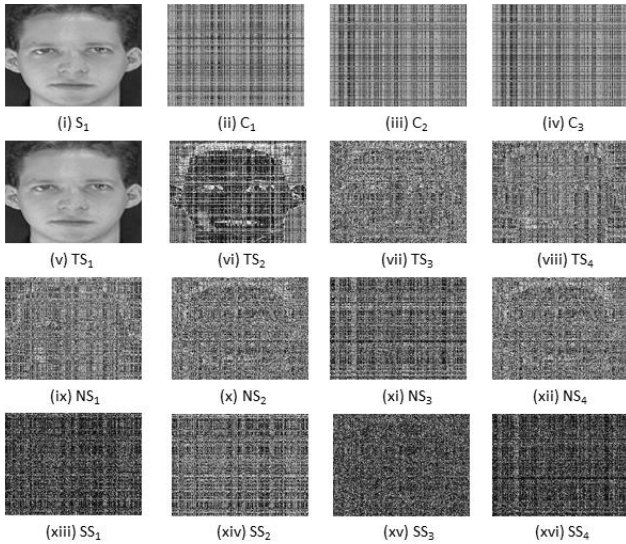 (i) S₁ (ii) C₁ (iii) C₂ (iv) C₃
(v) TS₁ (vi) TS₂ (vii) TS₃ (viii) TS₄
(ix) NS₁ (x) NS₂ (xi) NS₃ (xii) NS₄
(xiii) SS₁ (xiv) SS₂ (xv) SS₃ (xvi) SS₄